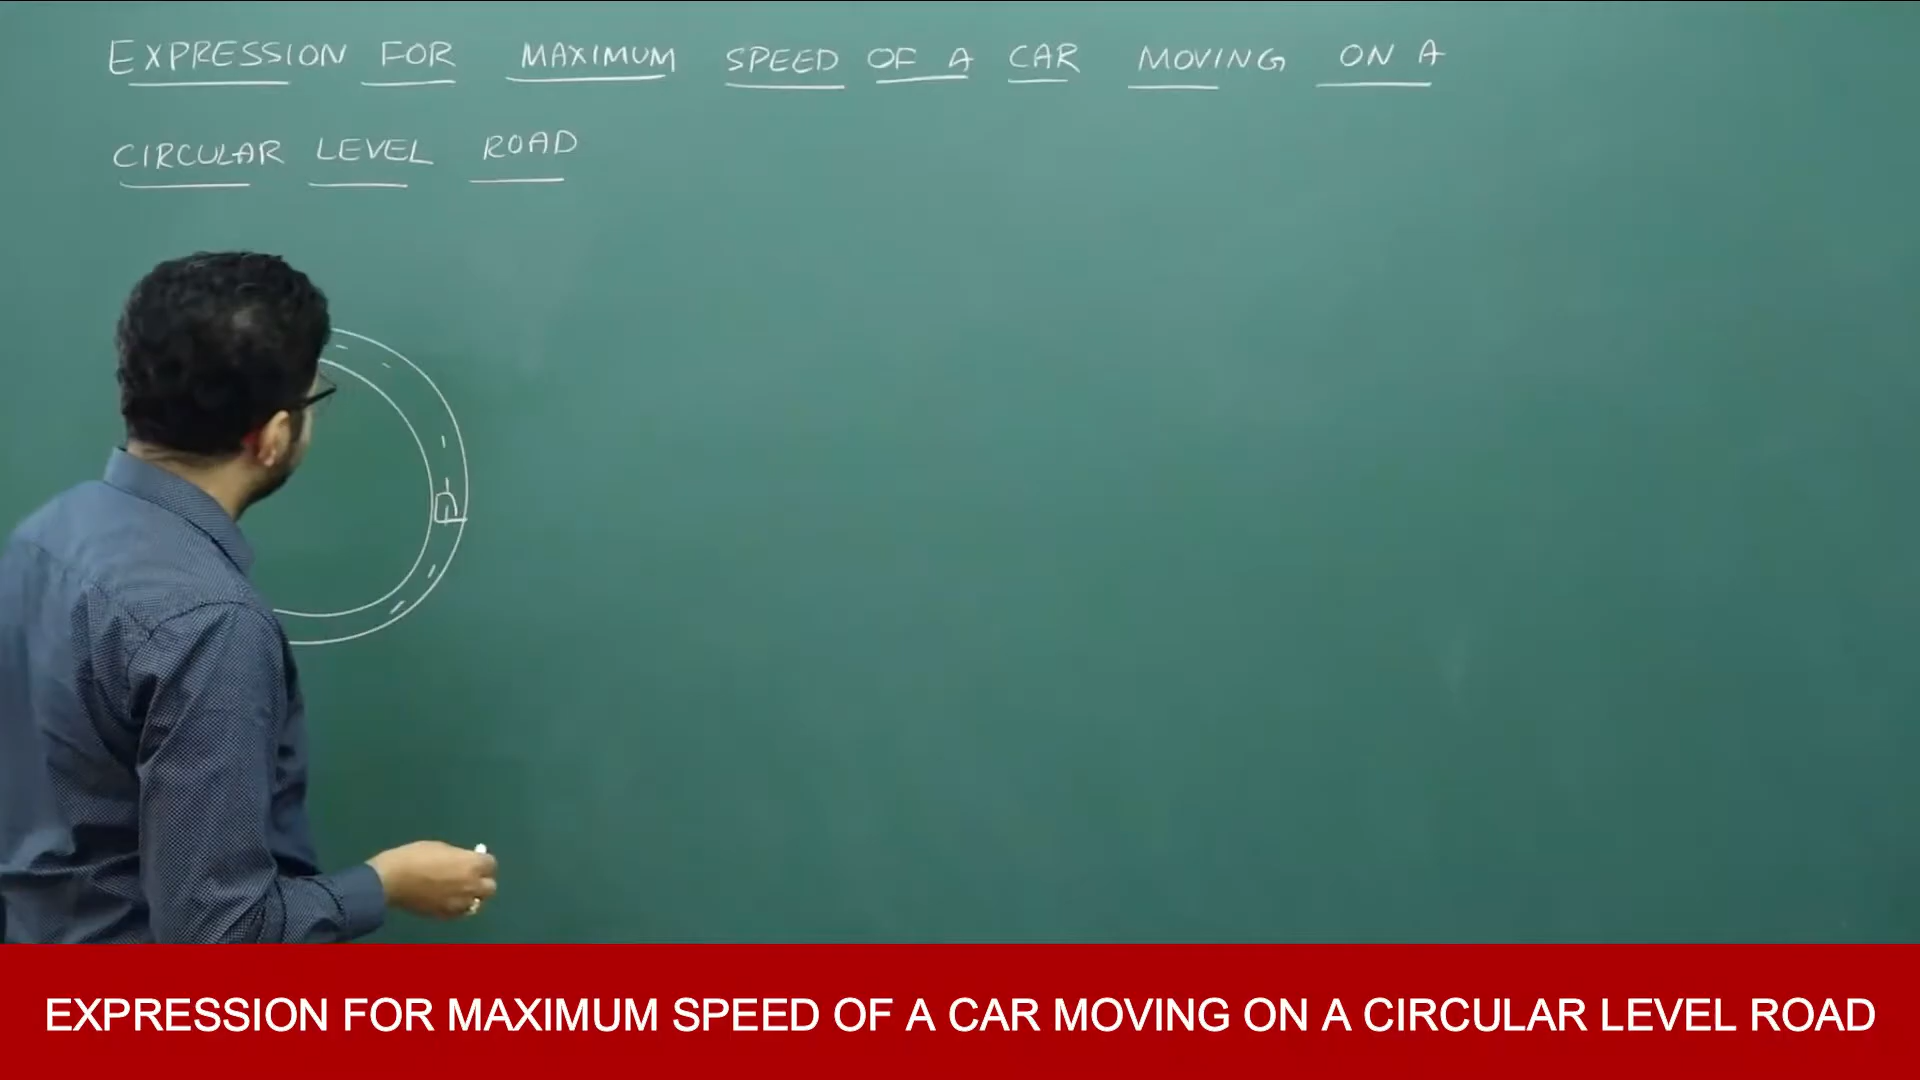 EXPRESSION FOR MAXIMUM SPEED OF A CAR MOVING ON A
CIRCULAR LEVEL ROAD
EXPRESSION FOR MAXIMUM SPEED OF A CAR MOVING ON A CIRCULAR LEVEL ROAD